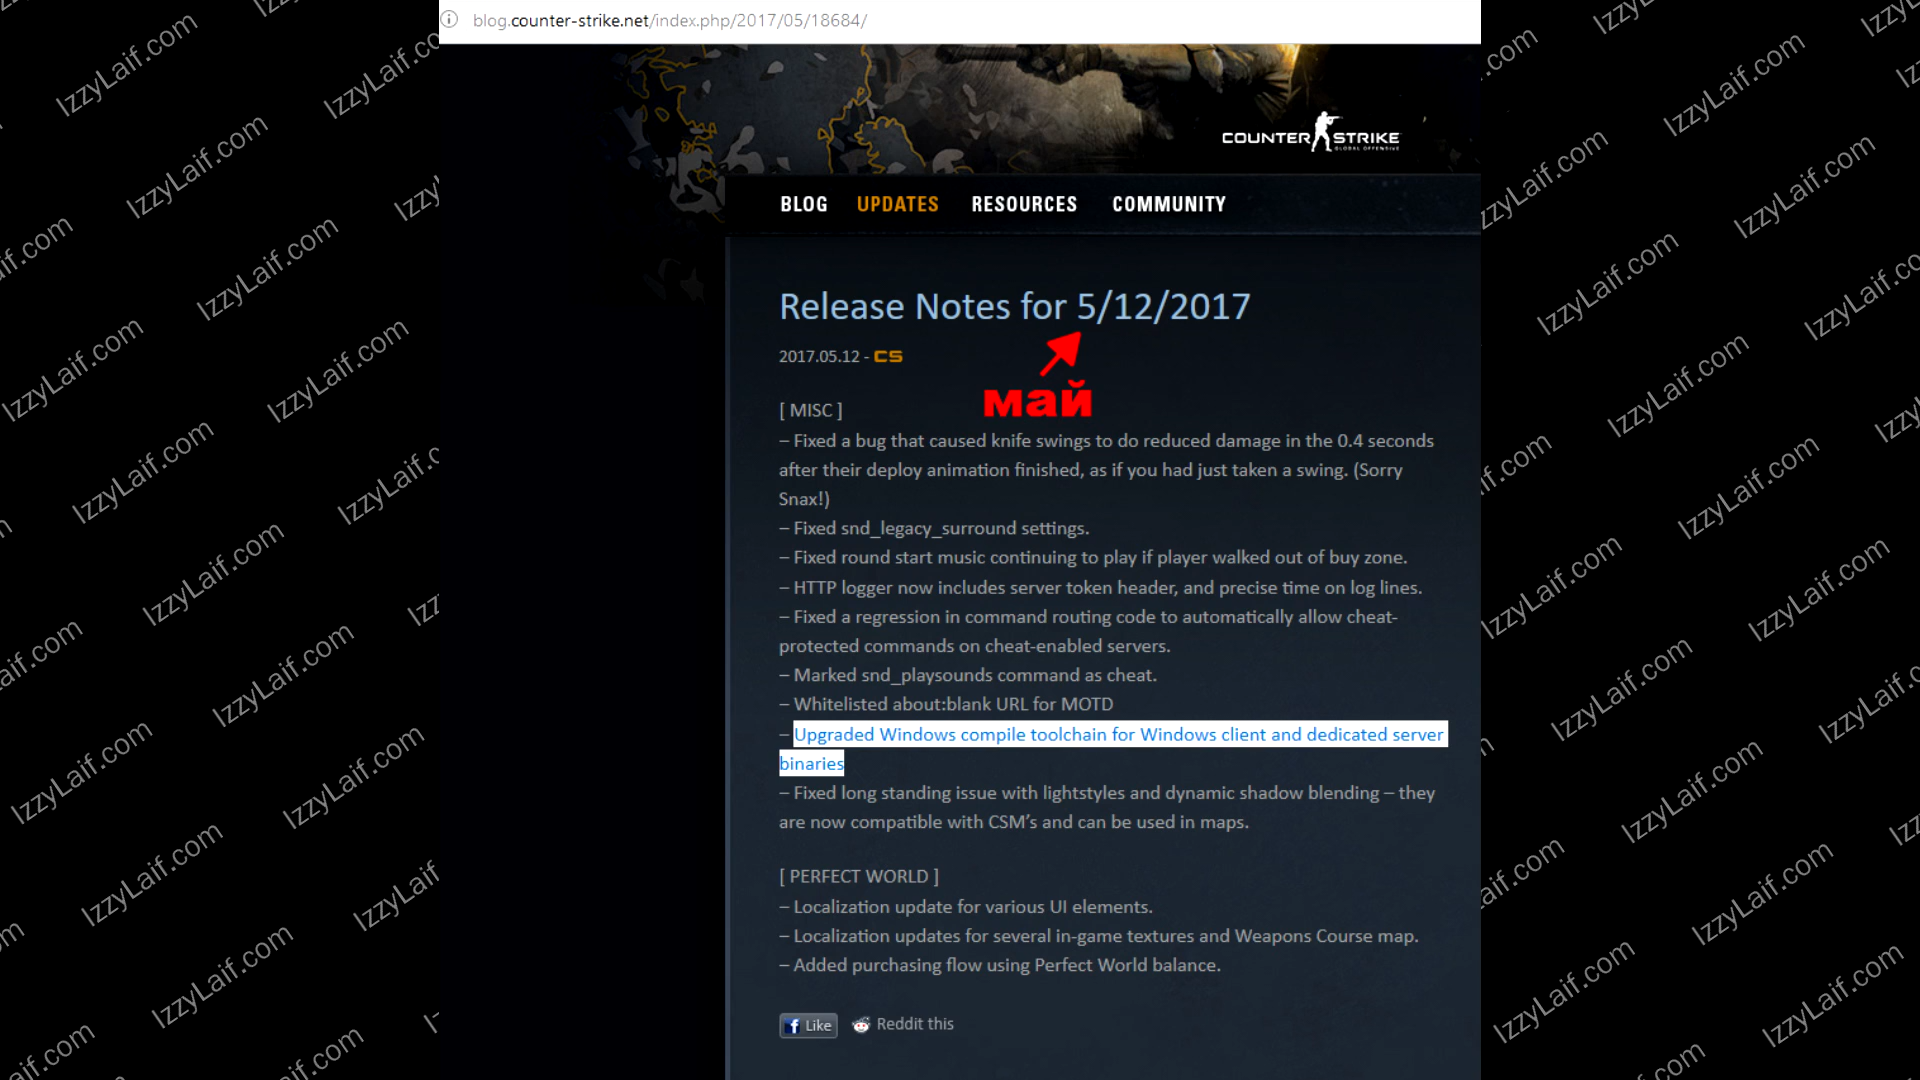 blog.counter-strike.net/index.php/2017/05/18684/
COUNTER STRIKE
GLOBAL OFFENSIVE
BLOG UPDATES RESOURCES COMMUNITY
Release Notes for 5/12/2017
2017.05.12 - CS
май
[ MISC ]
– Fixed a bug that caused knife swings to do reduced damage in the 0.4 seconds
after their deploy animation finished, as if you had just taken a swing. (Sorry
Snax!)
– Fixed snd_legacy_surround settings.
– Fixed round start music continuing to play if player walked out of buy zone.
– HTTP logger now includes server token header, and precise time on log lines.
– Fixed a regression in command routing code to automatically allow cheat-
protected commands on cheat-enabled servers.
– Marked snd_playsounds command as cheat.
– Whitelisted about:blank URL for MOTD
– Upgraded Windows compile toolchain for Windows client and dedicated server
binaries
– Fixed long standing issue with lightstyles and dynamic shadow blending – they
are now compatible with CSM’s and can be used in maps.
[ PERFECT WORLD ]
– Localization update for various UI elements.
– Localization updates for several in-game textures and Weapons Course map.
– Added purchasing flow using Perfect World balance.
f Like Reddit this
IzzyLaif.com